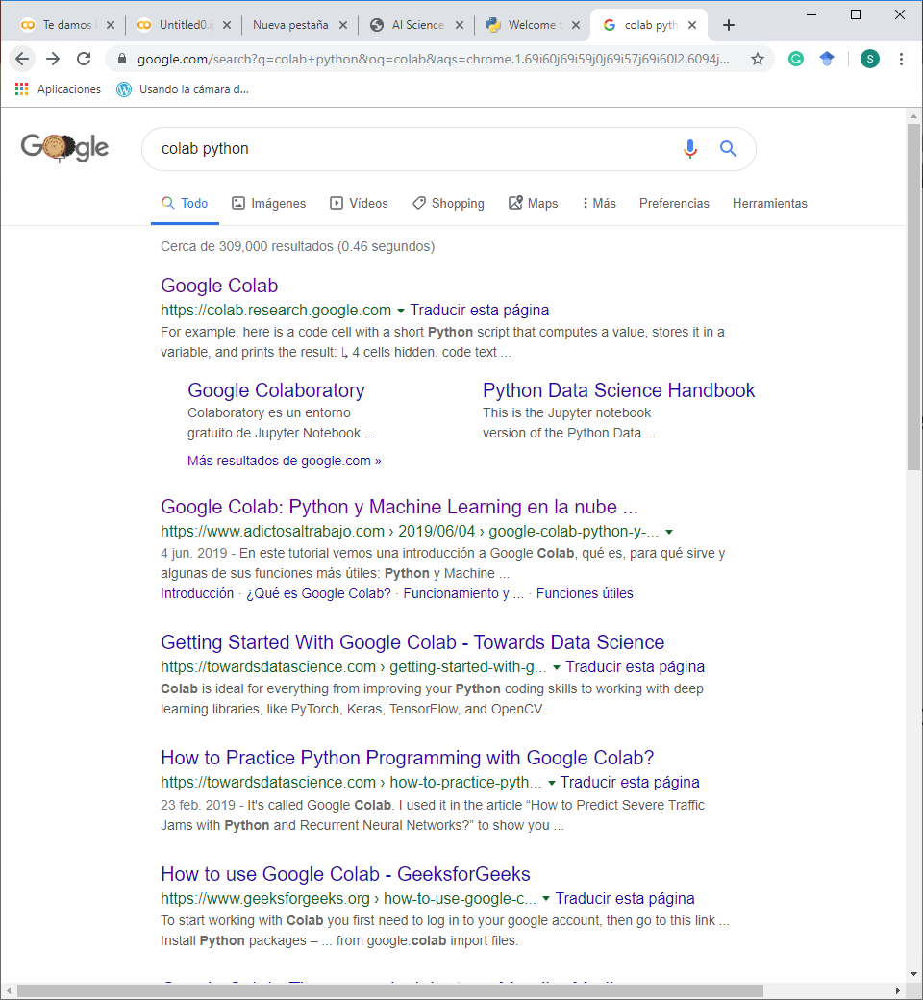 Te damos
Untitled0.i
Nueva pestaña
AI Science
Welcome t
colab pyth
google.com/search?q=colab+python&oq=colab&aqs=chrome.1.69i60j69i59j0j69i57j69i60l2.6094j...
S
Aplicaciones
Usando la cámara d...
Google
colab python
Todo
Imágenes
Vídeos
Shopping
Maps
Más
Preferencias
Herramientas
Cerca de 309,000 resultados (0.46 segundos)
Google Colab
https://colab.research.google.com Traducir esta página
For example, here is a code cell with a short Python script that computes a value, stores it in a
variable, and prints the result: ↳ 4 cells hidden. code text ...
Google Colaboratory
Colaboratory es un entorno
gratuito de Jupyter Notebook ...
Python Data Science Handbook
This is the Jupyter notebook
version of the Python Data ...
Más resultados de google.com »
Google Colab: Python y Machine Learning en la nube ...
https://www.adictosaltrabajo.com › 2019/06/04 › google-colab-python-y-...
4 jun. 2019 - En este tutorial vemos una introducción a Google Colab, qué es, para qué sirve y
algunas de sus funciones más útiles: Python y Machine ...
Introducción · ¿Qué es Google Colab? · Funcionamiento y ... · Funciones útiles
Getting Started With Google Colab - Towards Data Science
https://towardsdatascience.com › getting-started-with-g... Traducir esta página
Colab is ideal for everything from improving your Python coding skills to working with deep
learning libraries, like PyTorch, Keras, TensorFlow, and OpenCV.
How to Practice Python Programming with Google Colab?
https://towardsdatascience.com › how-to-practice-pyth... Traducir esta página
23 feb. 2019 - It's called Google Colab. I used it in the article “How to Predict Severe Traffic
Jams with Python and Recurrent Neural Networks?” to show you ...
How to use Google Colab - GeeksforGeeks
https://www.geeksforgeeks.org › how-to-use-google-c... Traducir esta página
To start working with Colab you first need to log in to your google account, then go to this link ...
Install Python packages – ... from google.colab import files.